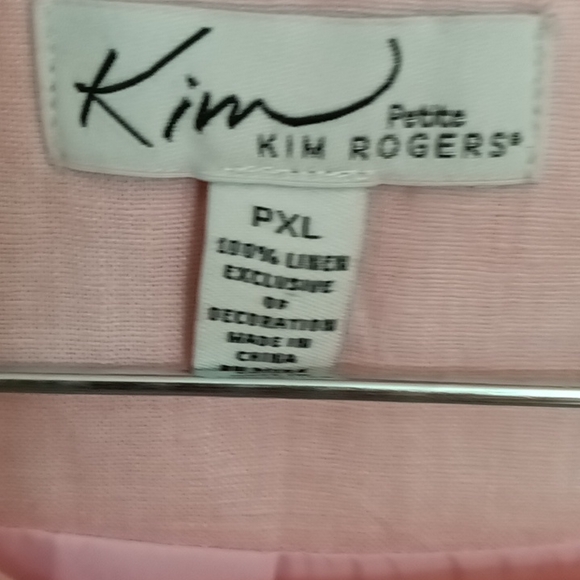 Kim
Petite
KIM ROGERS®
PXL
100% LINEN
EXCLUSIVE
OF
DECORATION
MADE IN
CHINA